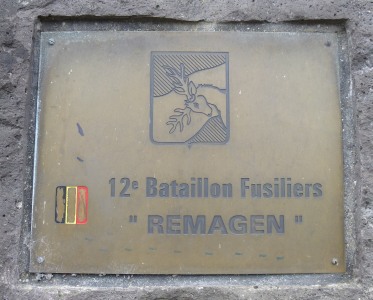 12e Bataillon Fusiliers
" REMAGEN "